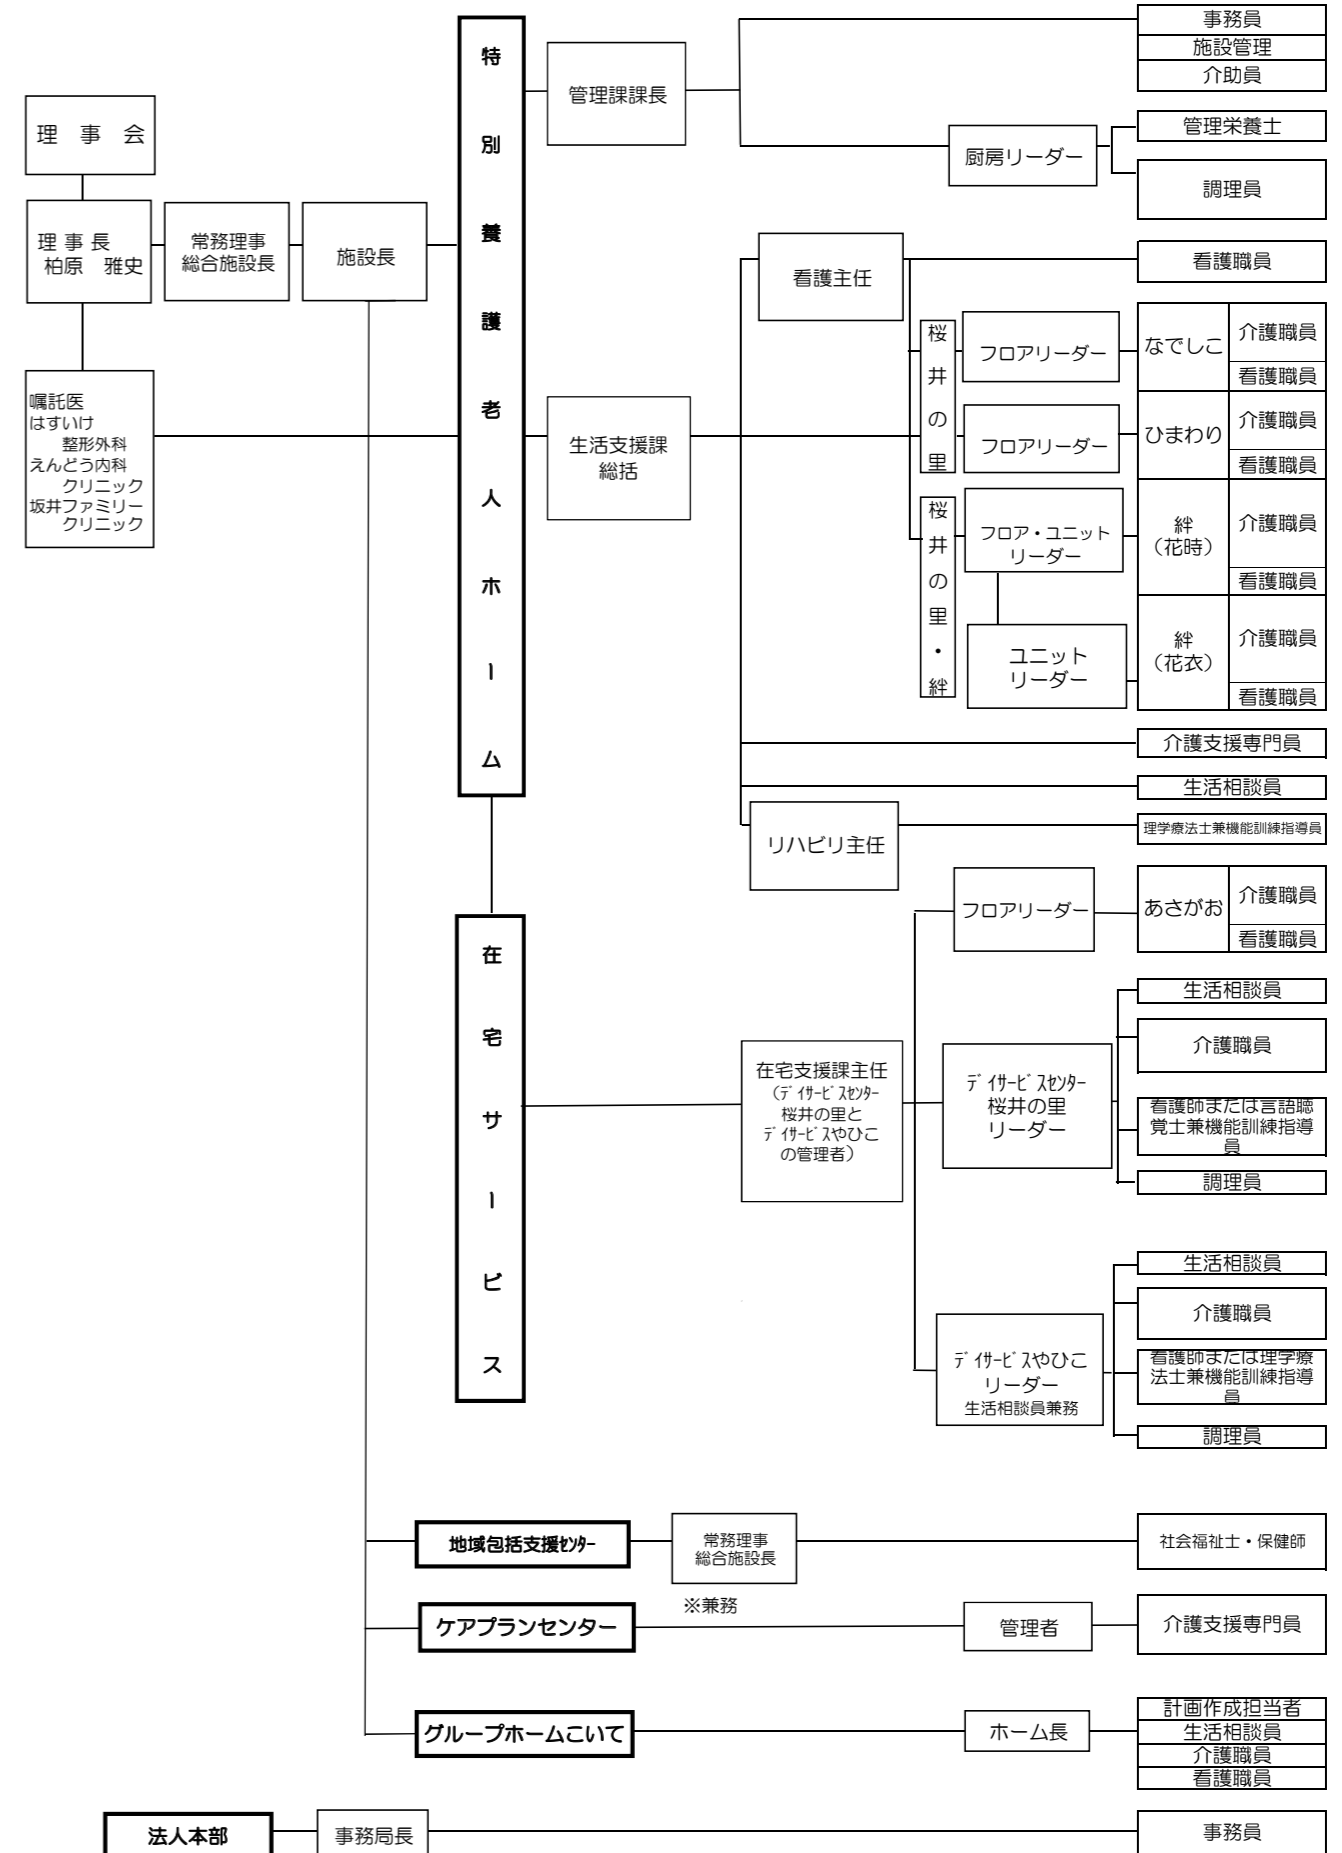 理 事 会
理 事 長
柏原 雅史
常務理事
総合施設長
施設長
嘱託医
はすいけ
整形外科
えんどう内科
クリニック
坂井ファミリー
クリニック
特別養護老人ホーム
管理課課長
事務員
施設管理
介助員
厨房リーダー
管理栄養士
調理員
生活支援課
総括
看護主任
看護職員
桜井の里
フロアリーダー
なでしこ
介護職員
看護職員
フロアリーダー
ひまわり
介護職員
看護職員
桜井の里・絆
フロア・ユニット
リーダー
絆
（花時）
介護職員
看護職員
ユニット
リーダー
絆
（花衣）
介護職員
看護職員
介護支援専門員
生活相談員
リハビリ主任
理学療法士兼機能訓練指導員
在宅サービス
在宅支援課主任
（ﾃﾞｲｻｰﾋﾞｽｾﾝﾀｰ
桜井の里と
ﾃﾞｲｻｰﾋﾞｽやひこ
の管理者）
フロアリーダー
あさがお
介護職員
看護職員
ﾃﾞｲｻｰﾋﾞｽｾﾝﾀｰ
桜井の里
リーダー
生活相談員
介護職員
看護師または言語聴
覚士兼機能訓練指導
員
調理員
ﾃﾞｲｻｰﾋﾞｽやひこ
リーダー
生活相談員兼務
生活相談員
介護職員
看護師または理学療
法士兼機能訓練指導
員
調理員
地域包括支援ｾﾝﾀｰ
常務理事
総合施設長
※兼務
社会福祉士・保健師
ケアプランセンター
管理者
介護支援専門員
グループホームこいて
ホーム長
計画作成担当者
生活相談員
介護職員
看護職員
法人本部
事務局長
事務員